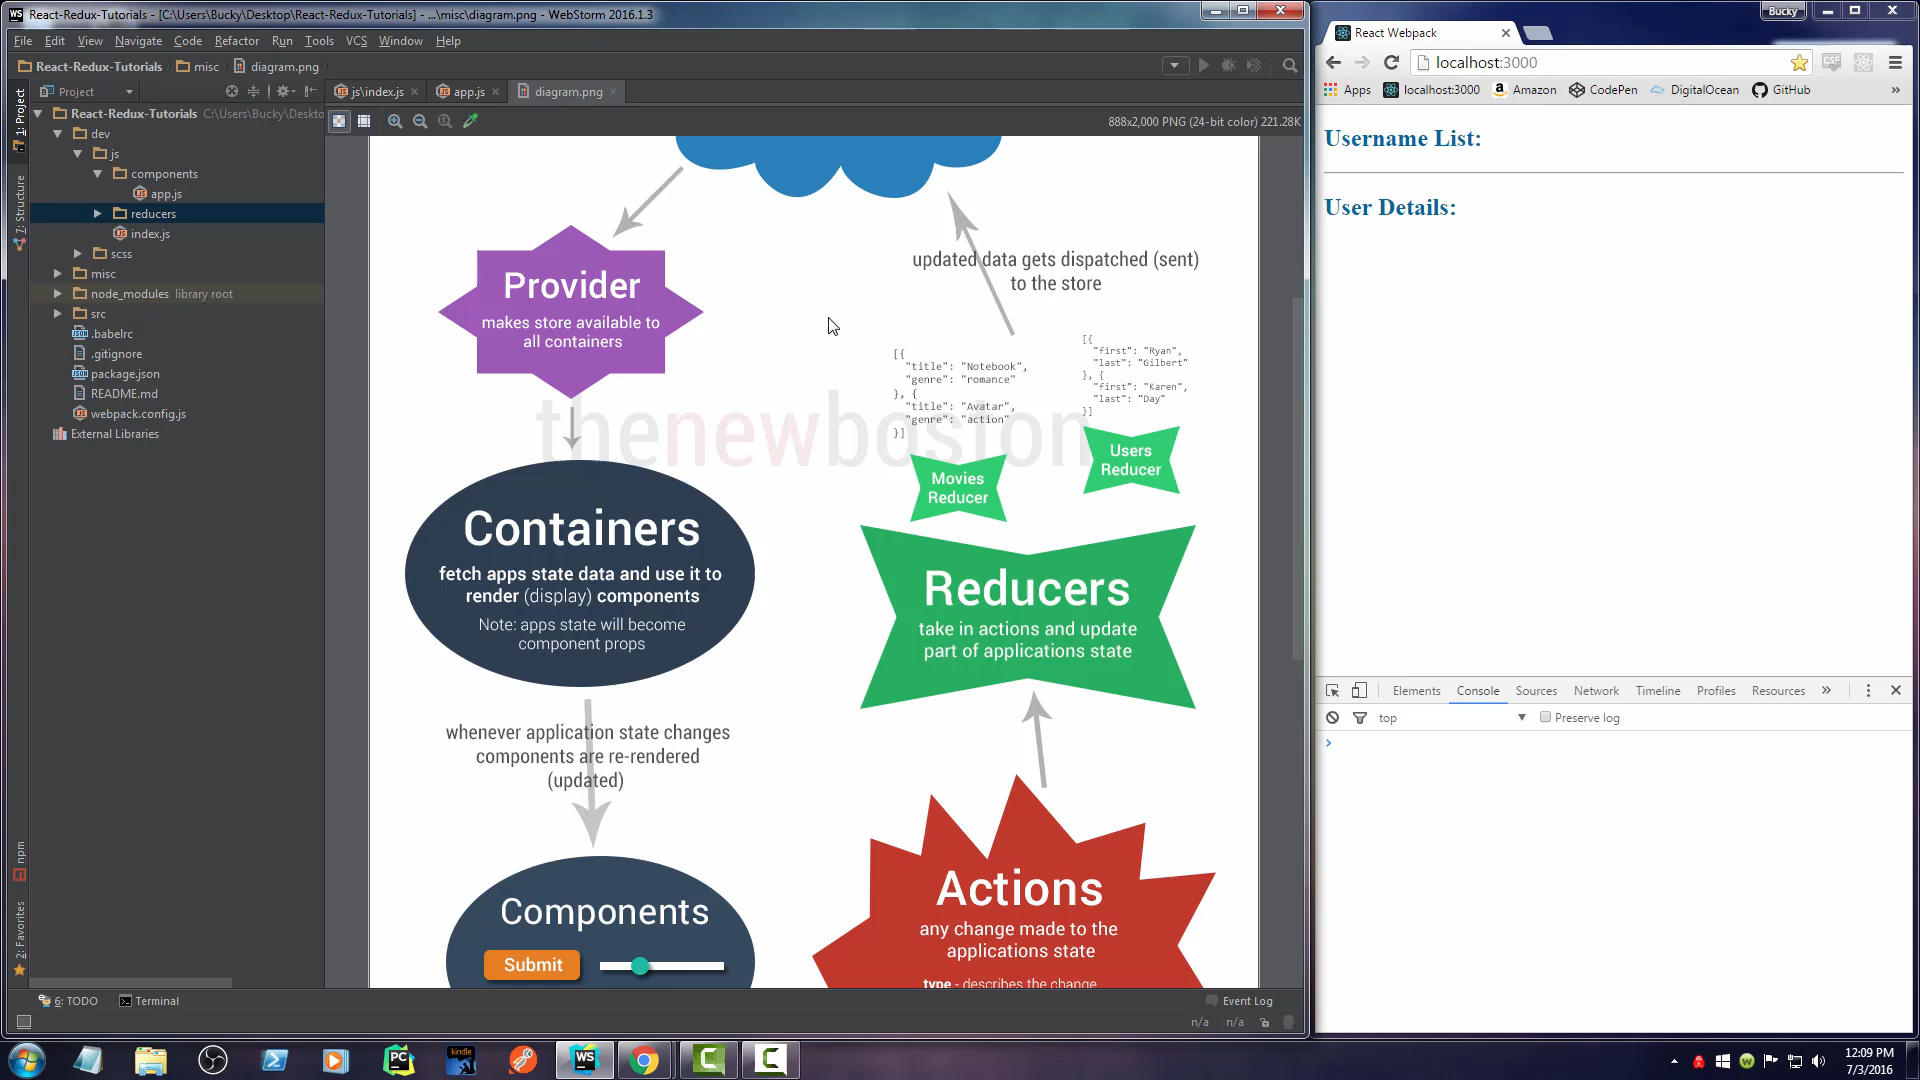 React-Redux-Tutorials - [C:\Users\Bucky\Desktop\React-Redux-Tutorials] - ...\misc\diagram.png - WebStorm 2016.1.3
File Edit View Navigate Code Refactor Run Tools VCS Window Help
React-Redux-Tutorials misc diagram.png
Project
js\index.js app.js diagram.png
888x2,000 PNG (24-bit color) 221.28K
1: Project
7: Structure
npm
2: Favorites
React-Redux-Tutorials C:\Users\Bucky\Deskto
dev
js
components
app.js
reducers
index.js
scss
misc
node_modules library root
src
.babelrc
.gitignore
package.json
README.md
webpack.config.js
External Libraries
Provider
makes store available to
all containers
updated data gets dispatched (sent)
to the store
[{
"title": "Notebook",
"genre": "romance"
}, {
"title": "Avatar",
"genre": "action"
}]
[{
"first": "Ryan",
"last": "Gilbert"
}, {
"first": "Karen",
"last": "Day"
}]
thenewboston
Movies
Reducer
Users
Reducer
Containers
fetch apps state data and use it to
render (display) components
Note: apps state will become
component props
Reducers
take in actions and update
part of applications state
whenever application state changes
components are re-rendered
(updated)
Components
Submit
Actions
any change made to the
applications state
type - describes the change
6: TODO Terminal Event Log
n/a n/a
Bucky
React Webpack
localhost:3000
Apps localhost:3000 Amazon CodePen DigitalOcean GitHub
Username List:
User Details:
Elements Console Sources Network Timeline Profiles Resources
top Preserve log
PC kindle WS
12:09 PM
7/3/2016